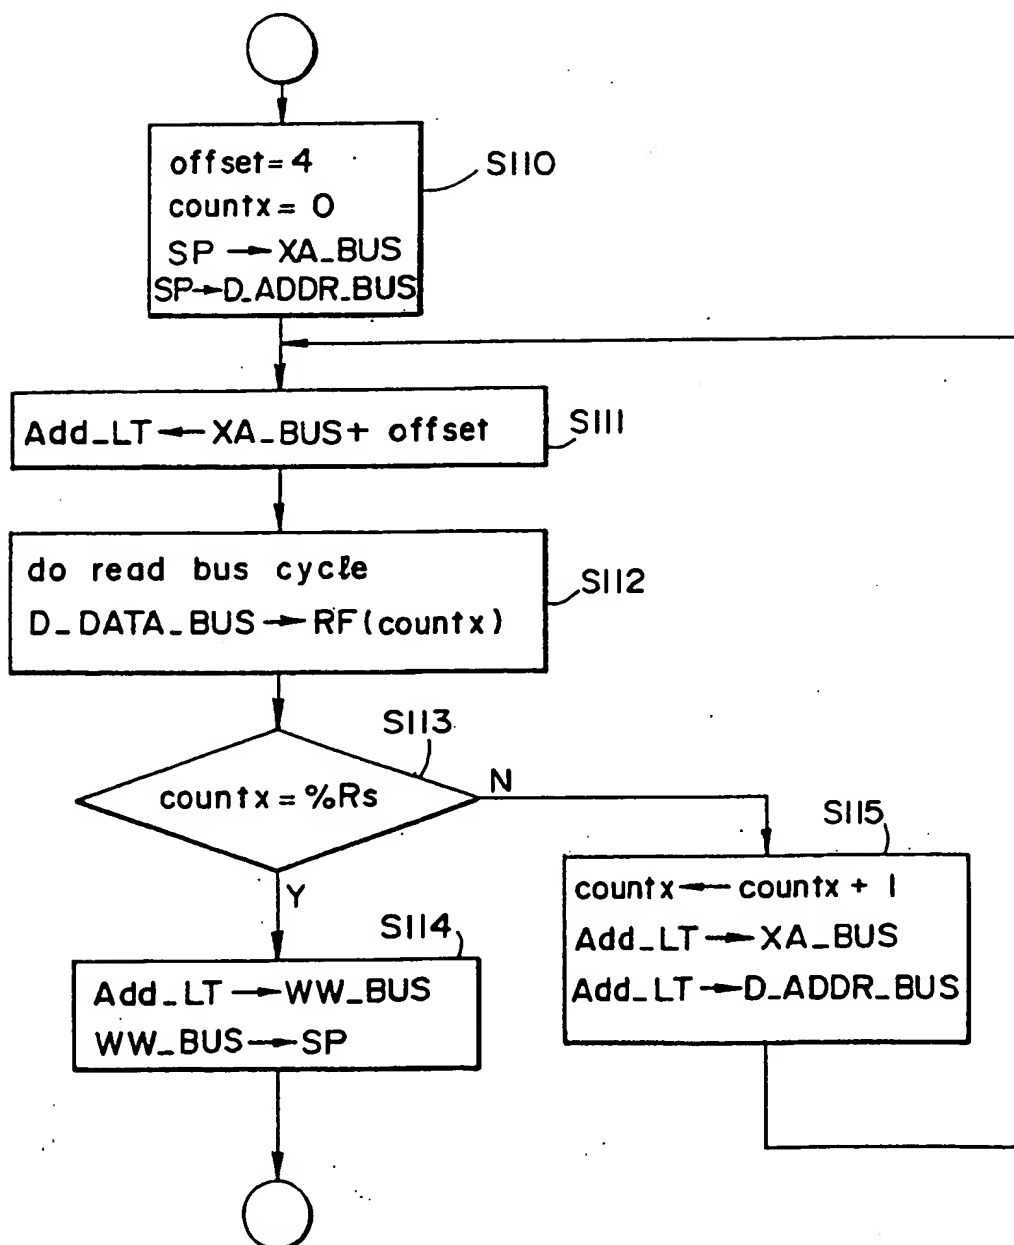 offset= 4
countx= 0
SP → XA_BUS
SP→D_ADDR_BUS
S110
Add_LT ← XA_BUS+ offset
S111
do read bus cycle
D_DATA_BUS → RF(countx)
S112
S113
countx = %Rs
N
Y
S115
countx ← countx + 1
Add_LT → XA_BUS
Add_LT → D_ADDR_BUS
S114
Add_LT → WW_BUS
WW_BUS → SP